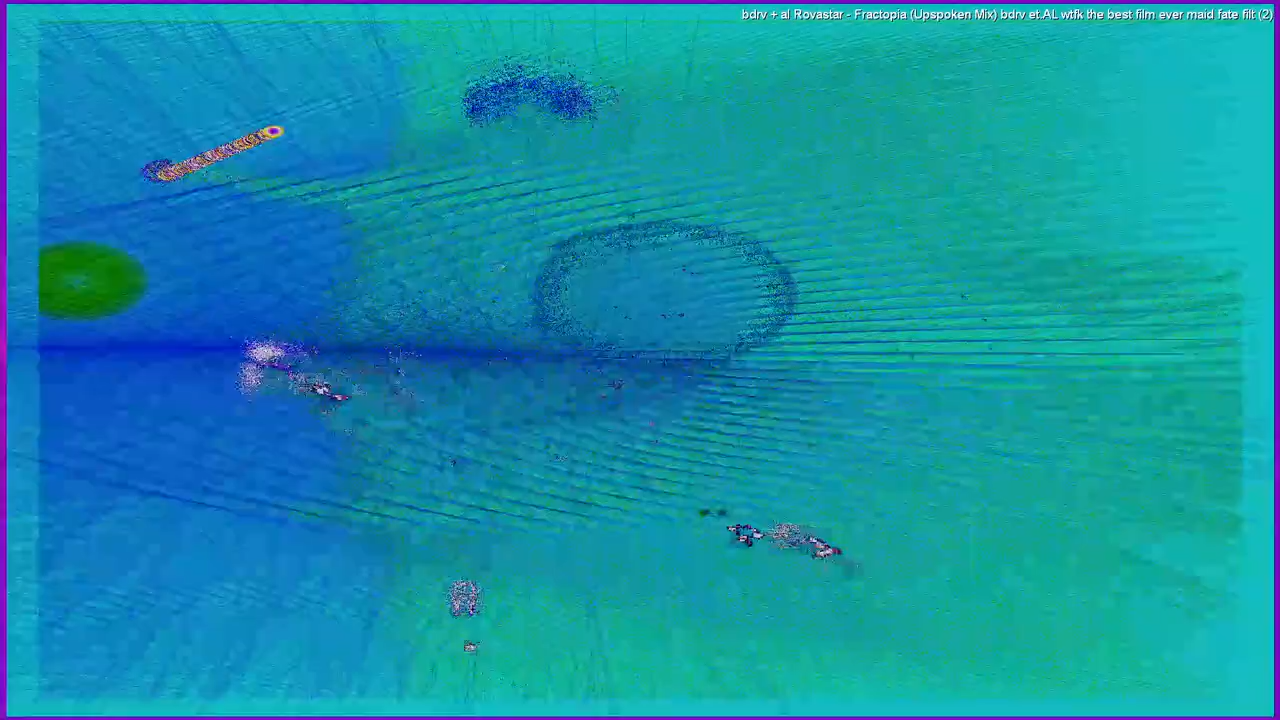 bdrv + al Rovastar - Fractopia (Upspoken Mix) bdrv et AL wtfk the best film ever maid fate filt (2)